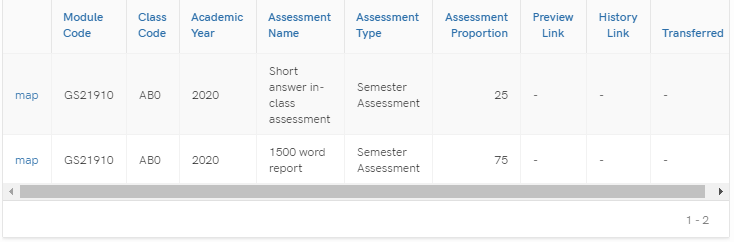 Module Code Class Code Academic Year Assessment Name Assessment Type Assessment Proportion Preview Link History Link Transferred
map GS21910 AB0 2020 Short answer in-class assessment Semester Assessment 25 - - -
map GS21910 AB0 2020 1500 word report Semester Assessment 75 - - -
1 - 2